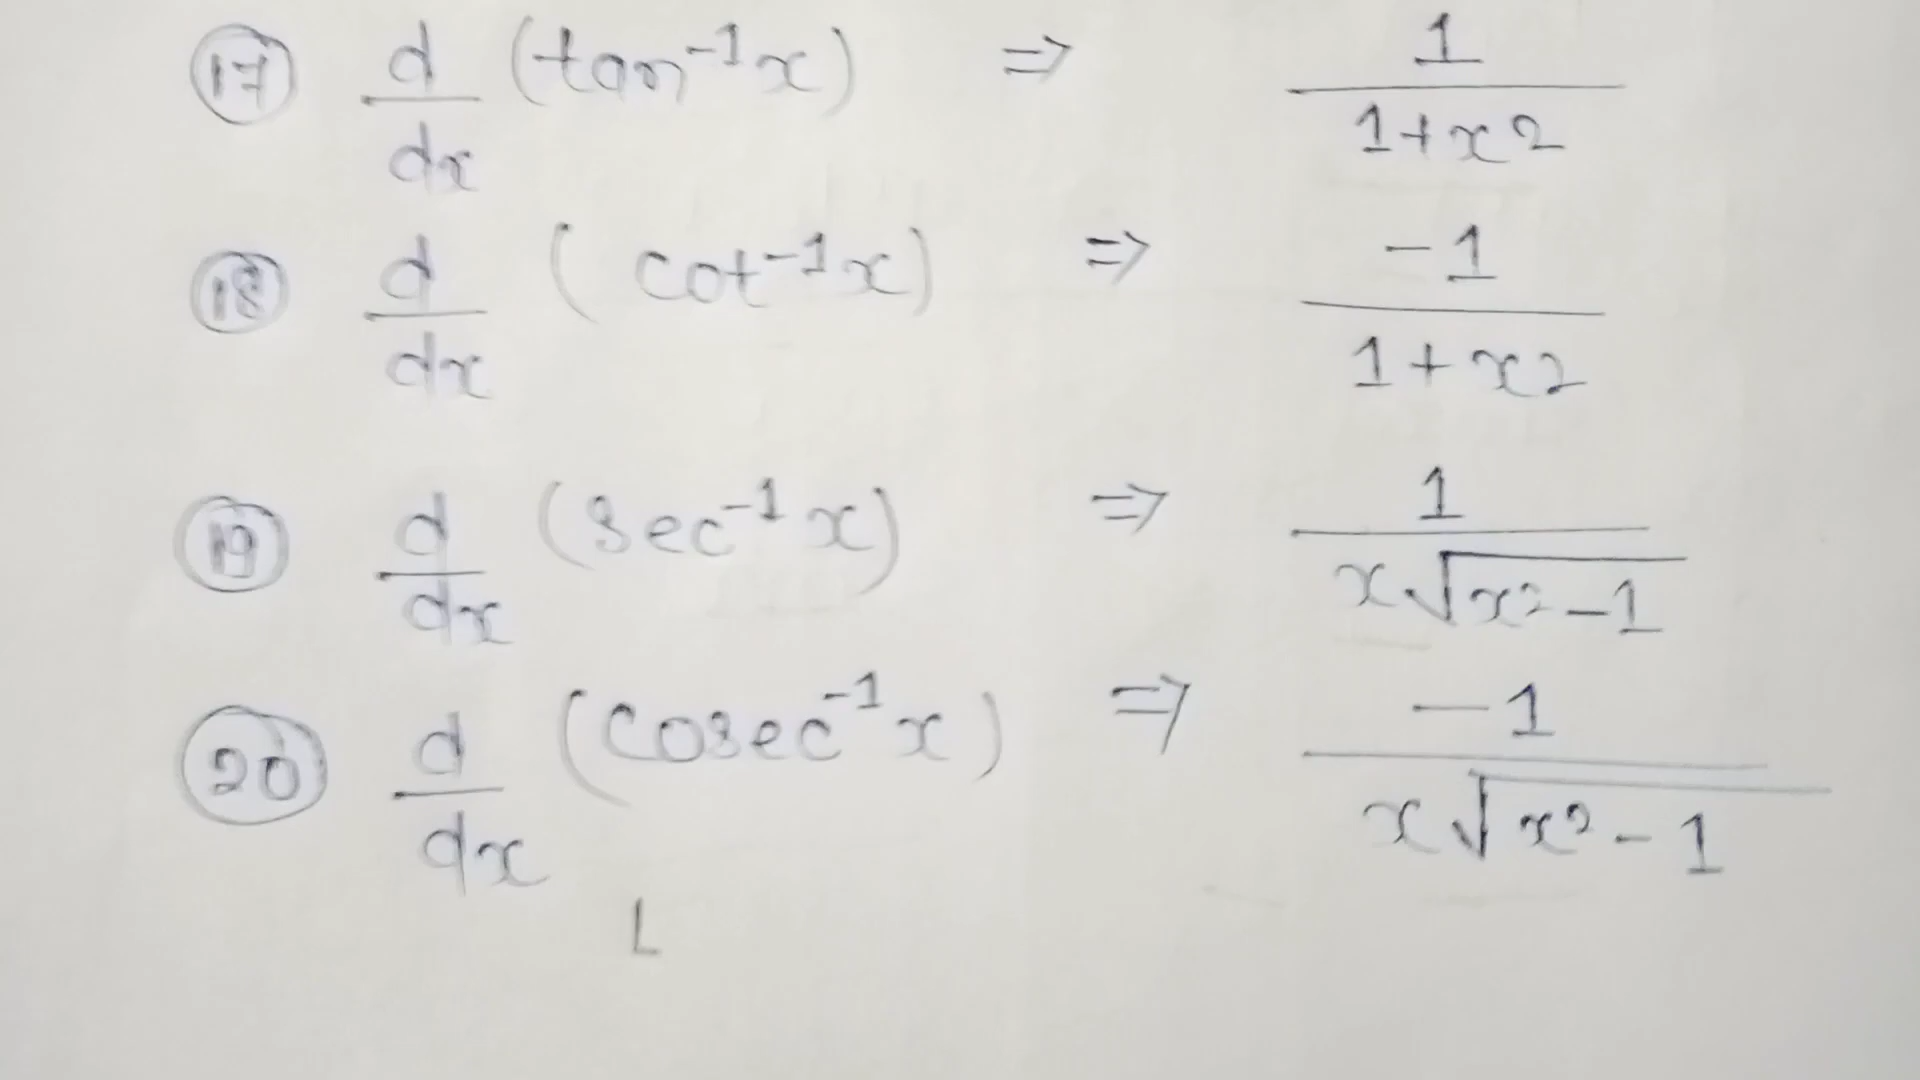 17 d/dx (tan⁻¹x) ⇒ 1/1+x2
18 d/dx (cot⁻¹x) ⇒ -1/1+x2
19 d/dx (sec⁻¹x) ⇒ 1/x√x²-1
20 d/dx (cosec⁻¹x) ⇒ -1/x√x²-1
L